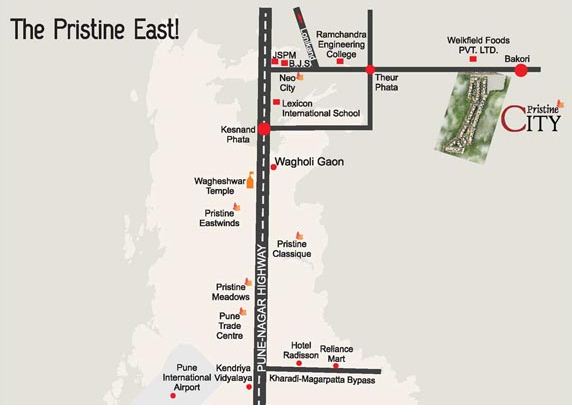 The Pristine East!
Lonikand
Ramchandra
Engineering
College
JSPM
B.J.S.
Weikfield Foods
PVT. LTD.
Bakori
Neo
City
Theur
Phata
Lexicon
International School
Pristine
CITY
Kesnand
Phata
Wagholi Gaon
Wagheshwar
Temple
Pristine
Eastwinds
Pristine
Classique
PUNE-NAGAR HIGHWAY
Pristine
Meadows
Pune
Trade
Centre
Hotel
Radisson
Reliance
Mart
Pune
International
Airport
Kendriya
Vidyalaya
Kharadi-Magarpatta Bypass